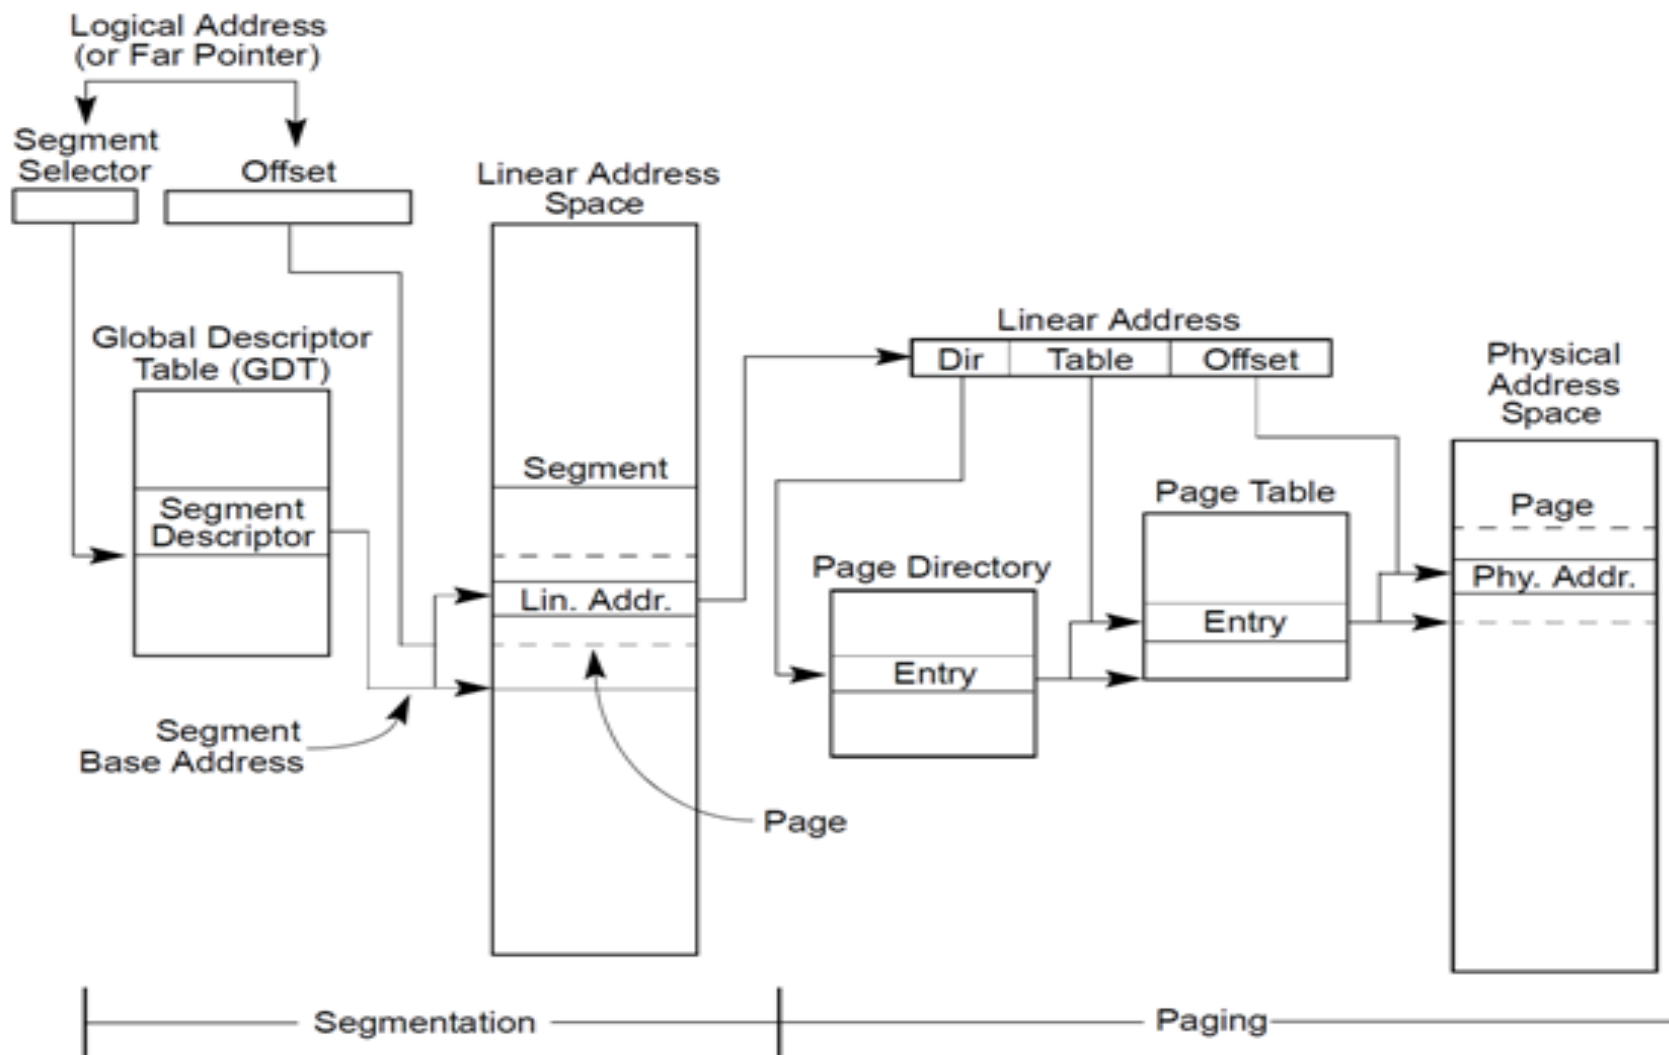 Logical Address
(or Far Pointer)
Segment
Selector
Offset
Linear Address
Space
Global Descriptor
Table (GDT)
Segment
Descriptor
Segment
Lin. Addr.
Segment
Base Address
Page
Linear Address
Dir Table Offset
Physical
Address
Space
Page Directory
Entry
Page Table
Entry
Page
Phy. Addr.
Segmentation
Paging